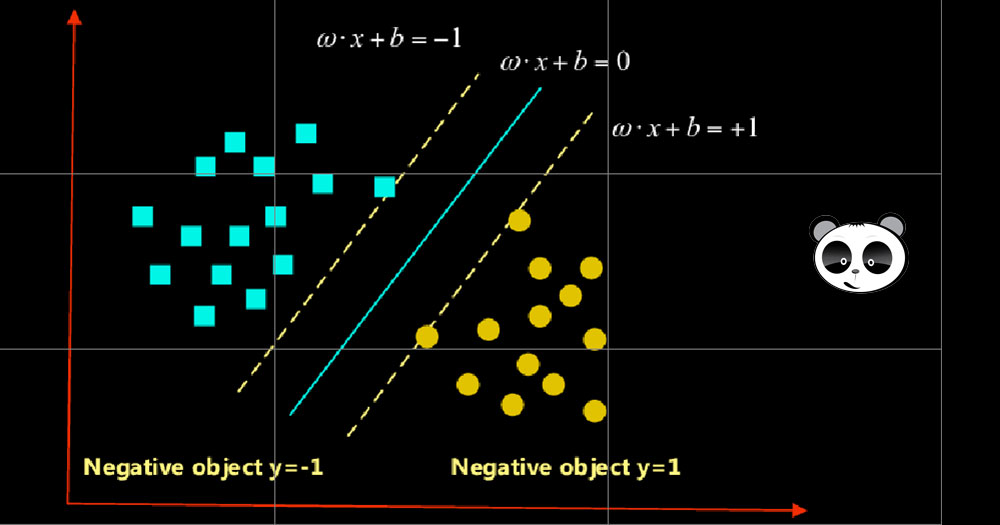 ω· x + b = −1
ω· x + b = 0
ω· x + b = +1
Negative object y=-1
Negative object y=1